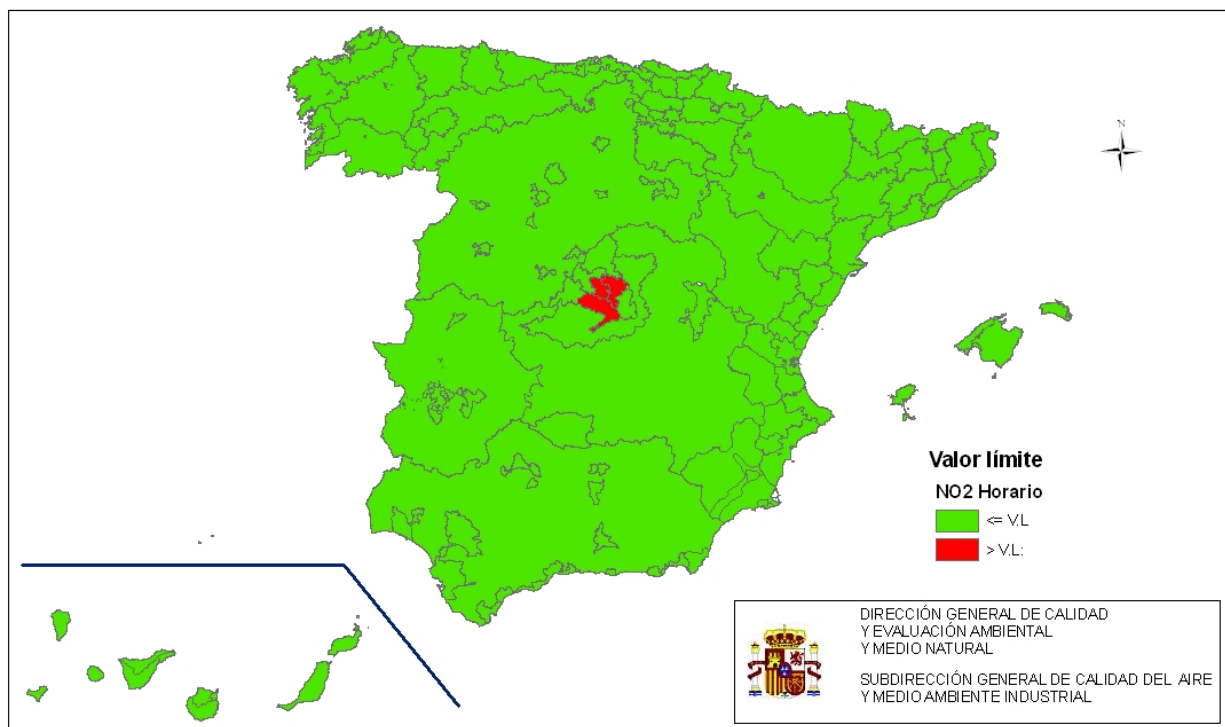 N
Valor límite
NO2 Horario
<= V.L
> V.L:
DIRECCIÓN GENERAL DE CALIDAD
Y EVALUACIÓN AMBIENTAL
Y MEDIO NATURAL
SUBDIRECCIÓN GENERAL DE CALIDAD DEL AIRE
Y MEDIO AMBIENTE INDUSTRIAL